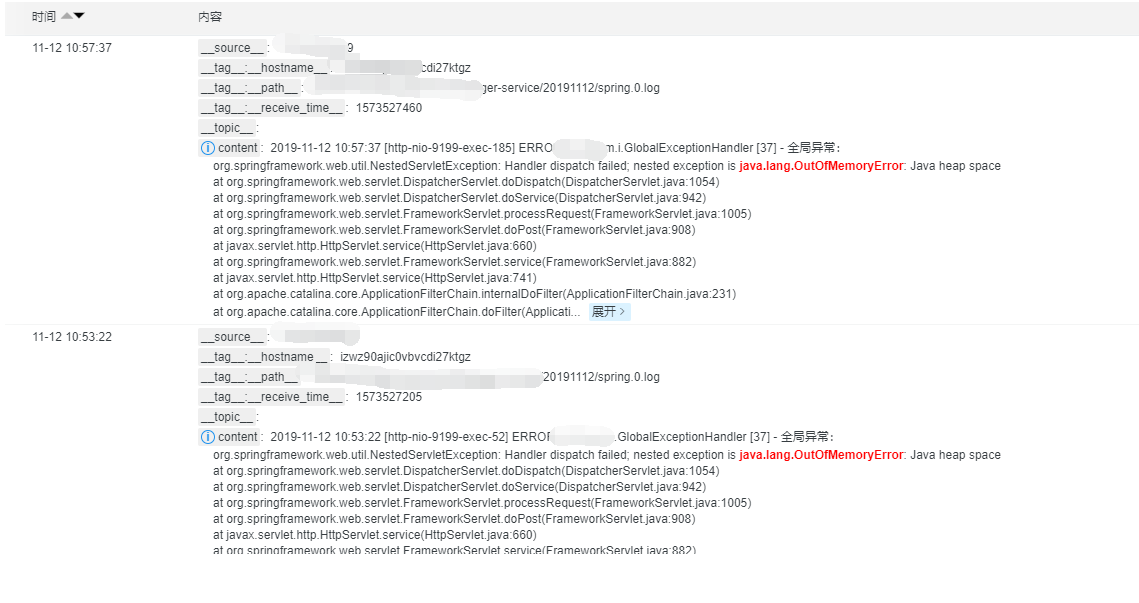 时间 内容
11-12 10:57:37 __source__ : 9
__tag__:__hostname__ : cdi27ktgz
__tag__:__path__ : ger-service/20191112/spring.0.log
__tag__:__receive_time__ : 1573527460
__topic__ :
content : 2019-11-12 10:57:37 [http-nio-9199-exec-185] ERRO m.i.GlobalExceptionHandler [37] - 全局异常:
org.springframework.web.util.NestedServletException: Handler dispatch failed; nested exception is java.lang.OutOfMemoryError: Java heap space
at org.springframework.web.servlet.DispatcherServlet.doDispatch(DispatcherServlet.java:1054)
at org.springframework.web.servlet.DispatcherServlet.doService(DispatcherServlet.java:942)
at org.springframework.web.servlet.FrameworkServlet.processRequest(FrameworkServlet.java:1005)
at org.springframework.web.servlet.FrameworkServlet.doPost(FrameworkServlet.java:908)
at javax.servlet.http.HttpServlet.service(HttpServlet.java:660)
at org.springframework.web.servlet.FrameworkServlet.service(FrameworkServlet.java:882)
at javax.servlet.http.HttpServlet.service(HttpServlet.java:741)
at org.apache.catalina.core.ApplicationFilterChain.internalDoFilter(ApplicationFilterChain.java:231)
at org.apache.catalina.core.ApplicationFilterChain.doFilter(Applicati... 展开 >
11-12 10:53:22 __source__ :
__tag__:__hostname__ : izwz90ajic0vbvcdi27ktgz
__tag__:__path__ /20191112/spring.0.log
__tag__:__receive_time__ : 1573527205
__topic__ :
content : 2019-11-12 10:53:22 [http-nio-9199-exec-52] ERROR .GlobalExceptionHandler [37] - 全局异常:
org.springframework.web.util.NestedServletException: Handler dispatch failed; nested exception is java.lang.OutOfMemoryError: Java heap space
at org.springframework.web.servlet.DispatcherServlet.doDispatch(DispatcherServlet.java:1054)
at org.springframework.web.servlet.DispatcherServlet.doService(DispatcherServlet.java:942)
at org.springframework.web.servlet.FrameworkServlet.processRequest(FrameworkServlet.java:1005)
at org.springframework.web.servlet.FrameworkServlet.doPost(FrameworkServlet.java:908)
at javax.servlet.http.HttpServlet.service(HttpServlet.java:660)
at org.springframework.web.servlet.FrameworkServlet.service(FrameworkServlet.java:882)